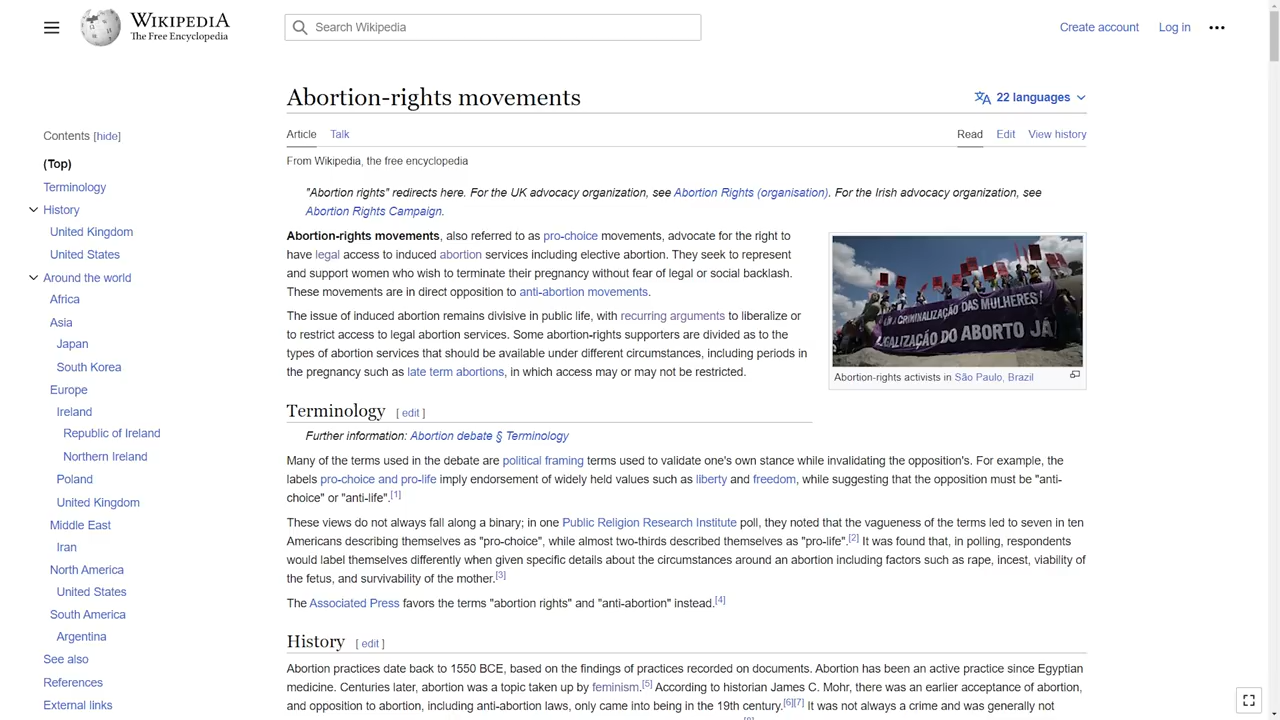 WIKIPEDIA
The Free Encyclopedia
Search Wikipedia
Create account Log in
Abortion-rights movements
22 languages
Article Talk Read Edit View history
From Wikipedia, the free encyclopedia
"Abortion rights" redirects here. For the UK advocacy organization, see Abortion Rights (organisation). For the Irish advocacy organization, see
Abortion Rights Campaign.
Contents [hide]
(Top)
Terminology
History
United Kingdom
United States
Around the world
Africa
Asia
Japan
South Korea
Europe
Ireland
Republic of Ireland
Northern Ireland
Poland
United Kingdom
Middle East
Iran
North America
United States
South America
Argentina
See also
References
External links
Abortion-rights movements, also referred to as pro-choice movements, advocate for the right to
have legal access to induced abortion services including elective abortion. They seek to represent
and support women who wish to terminate their pregnancy without fear of legal or social backlash.
These movements are in direct opposition to anti-abortion movements.
The issue of induced abortion remains divisive in public life, with recurring arguments to liberalize or
to restrict access to legal abortion services. Some abortion-rights supporters are divided as to the
types of abortion services that should be available under different circumstances, including periods in
the pregnancy such as late term abortions, in which access may or may not be restricted.
CRIMINALIZAÇÃO DAS MULHERES!
GALIZAÇÃO DO ABORTO JÁ
Abortion-rights activists in São Paulo, Brazil
Terminology [ edit ]
Further information: Abortion debate § Terminology
Many of the terms used in the debate are political framing terms used to validate one's own stance while invalidating the opposition's. For example, the
labels pro-choice and pro-life imply endorsement of widely held values such as liberty and freedom, while suggesting that the opposition must be "anti-
choice" or "anti-life".[1]
These views do not always fall along a binary; in one Public Religion Research Institute poll, they noted that the vagueness of the terms led to seven in ten
Americans describing themselves as "pro-choice", while almost two-thirds described themselves as "pro-life".[2] It was found that, in polling, respondents
would label themselves differently when given specific details about the circumstances around an abortion including factors such as rape, incest, viability of
the fetus, and survivability of the mother.[3]
The Associated Press favors the terms "abortion rights" and "anti-abortion" instead.[4]
History [ edit ]
Abortion practices date back to 1550 BCE, based on the findings of practices recorded on documents. Abortion has been an active practice since Egyptian
medicine. Centuries later, abortion was a topic taken up by feminism.[5] According to historian James C. Mohr, there was an earlier acceptance of abortion,
and opposition to abortion, including anti-abortion laws, only came into being in the 19th century.[6][7] It was not always a crime and was generally not